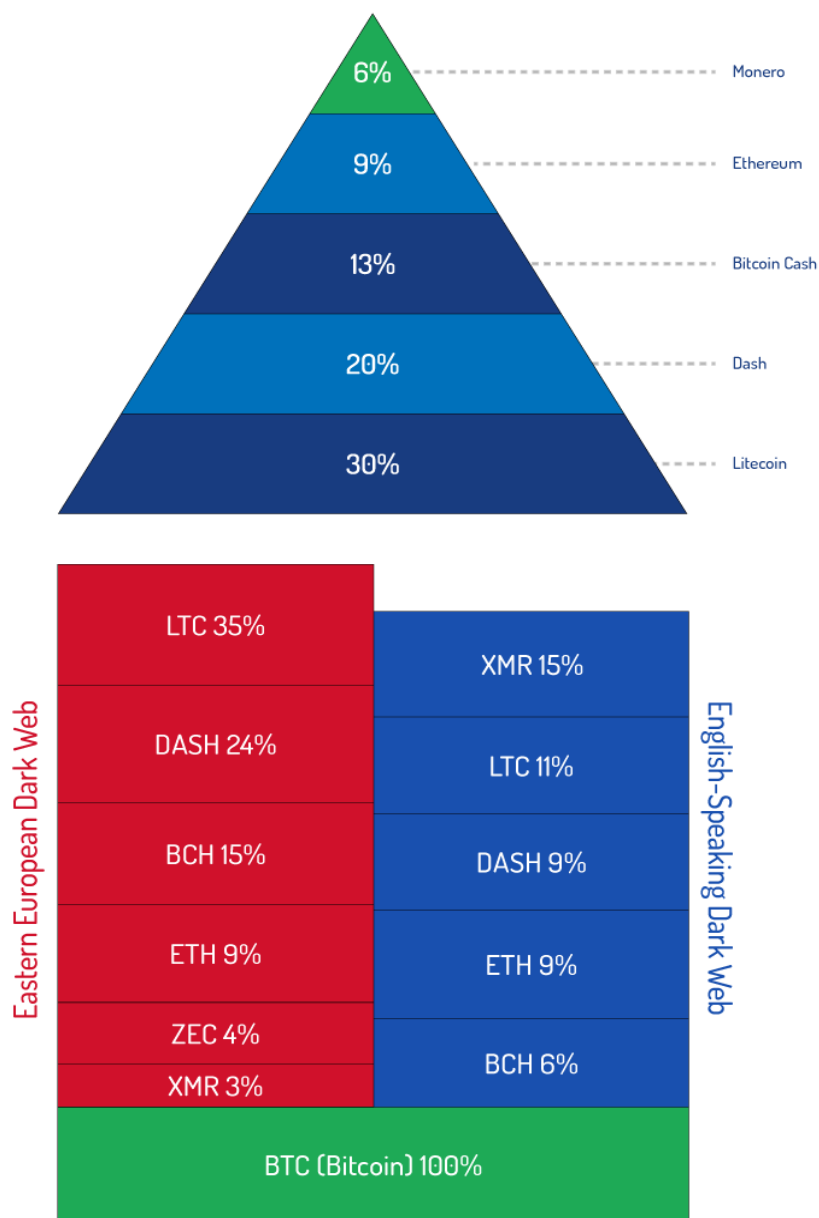 6%
Monero
9%
Ethereum
13%
Bitcoin Cash
20%
Dash
30%
Litecoin
Eastern European Dark Web
LTC 35%
DASH 24%
BCH 15%
ETH 9%
ZEC 4%
XMR 3%
XMR 15%
LTC 11%
DASH 9%
ETH 9%
BCH 6%
English-Speaking Dark Web
BTC (Bitcoin) 100%